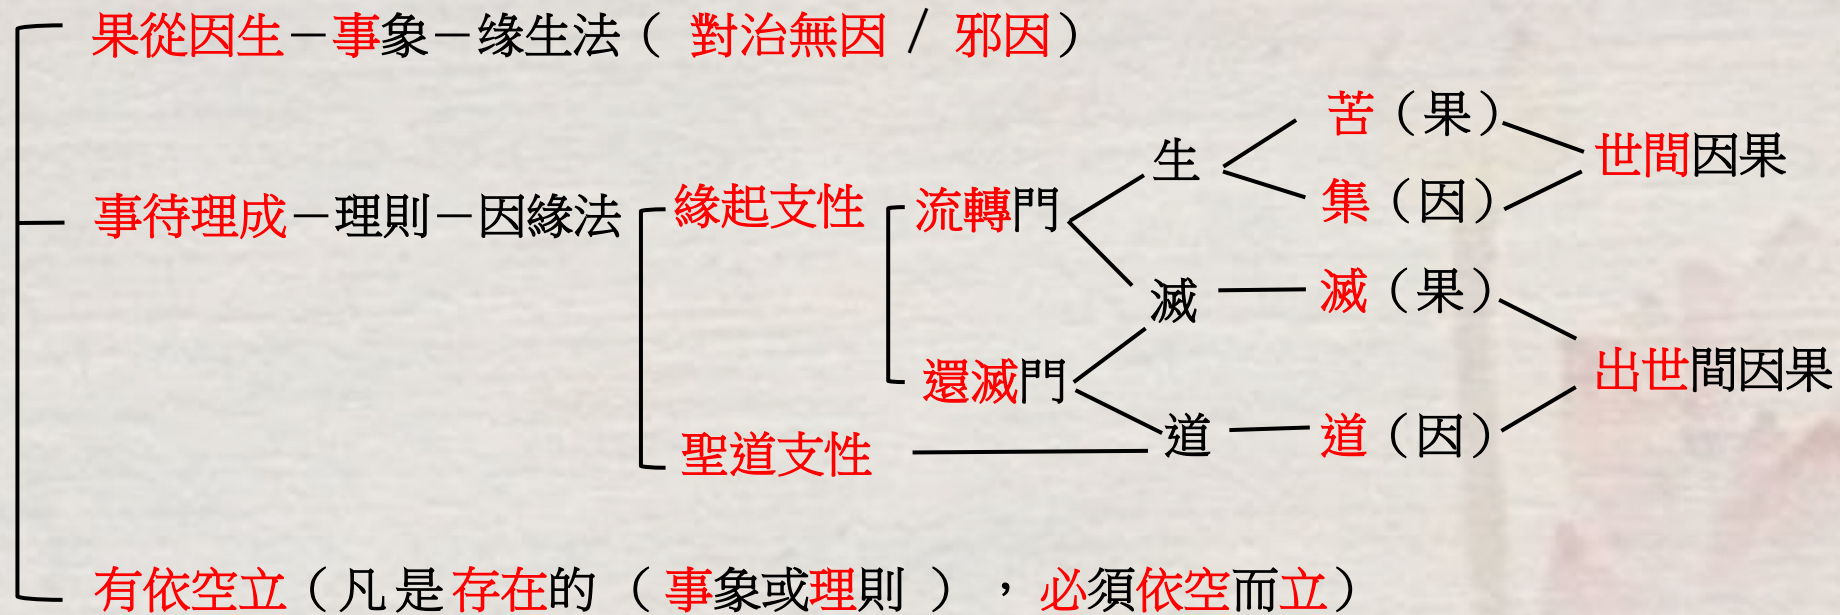 果從因生－事象－缘生法（ 對治無因 / 邪因）
苦（果）
生
世間因果
集（因）
事待理成－理則－因緣法
緣起支性
流轉門
滅
滅（果）
還滅門
出世間因果
道
道（因）
聖道支性
有依空立（凡是存在的（事象或理則 ），必須依空而立）